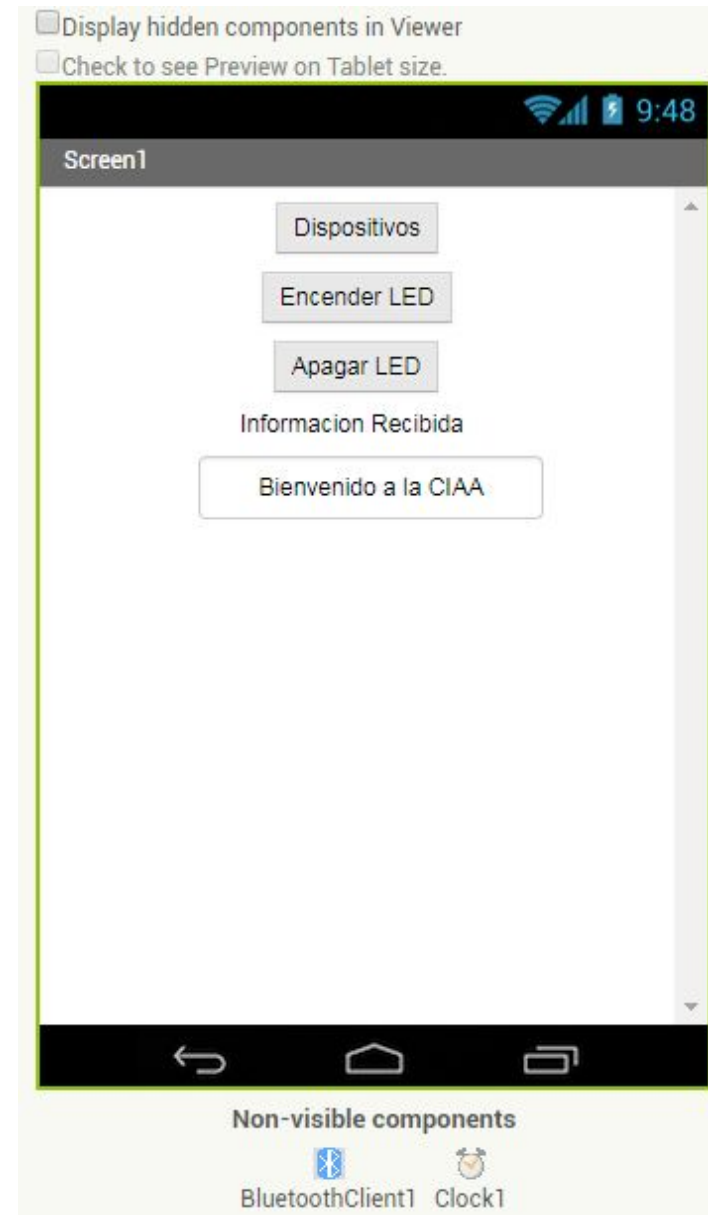 Display hidden components in Viewer
Check to see Preview on Tablet size.
9:48
Screen1
Dispositivos
Encender LED
Apagar LED
Informacion Recibida
Bienvenido a la CIAA
Non-visible components
BluetoothClient1 Clock1